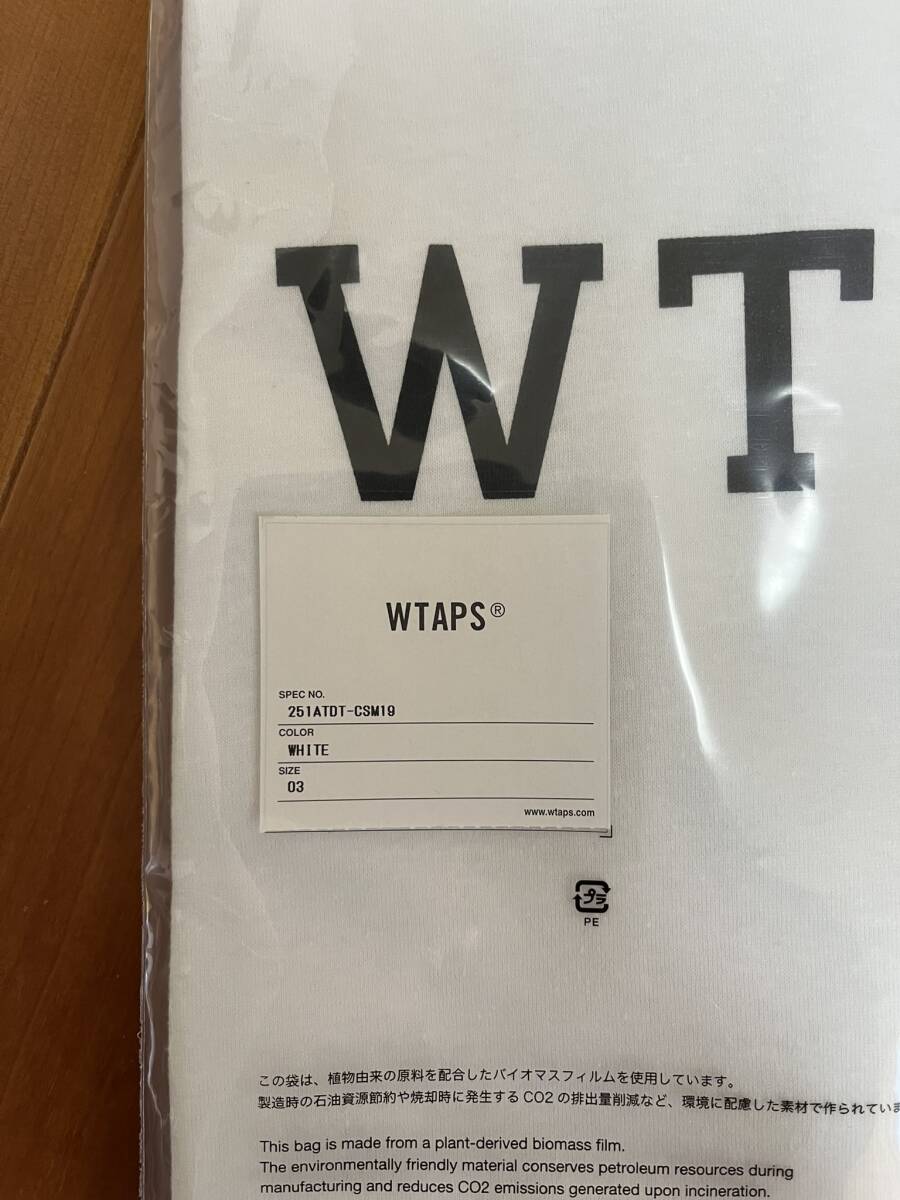 WT
WTAPS®
SPEC NO.
251ATDT-CSM19
COLOR
WHITE
SIZE
03
www.wtaps.com
プラ
PE
この袋は、植物由来の原料を配合したバイオマスフィルムを使用しています。
製造時の石油資源節約や焼却時に発生するCO2の排出量削減など、環境に配慮した素材で作られていま
This bag is made from a plant-derived biomass film.
The environmentally friendly material conserves petroleum resources during
manufacturing and reduces CO2 emissions generated upon incineration.